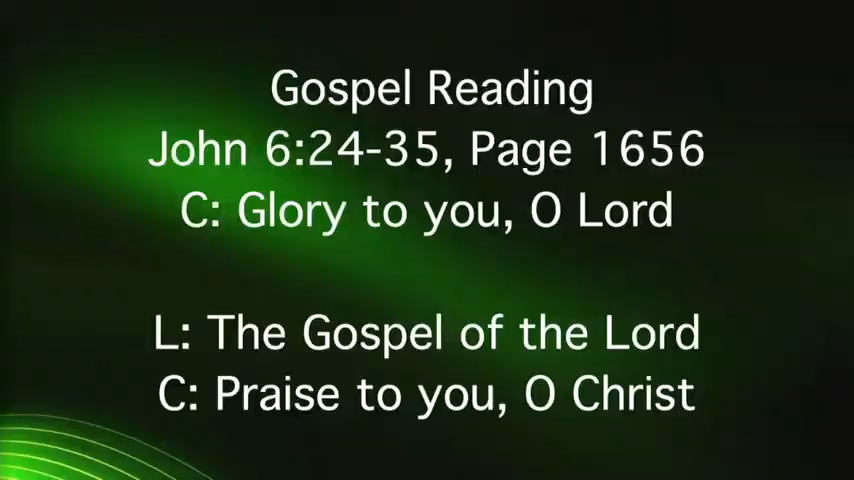 Gospel Reading
John 6:24-35, Page 1656
C: Glory to you, O Lord
L: The Gospel of the Lord
C: Praise to you, O Christ